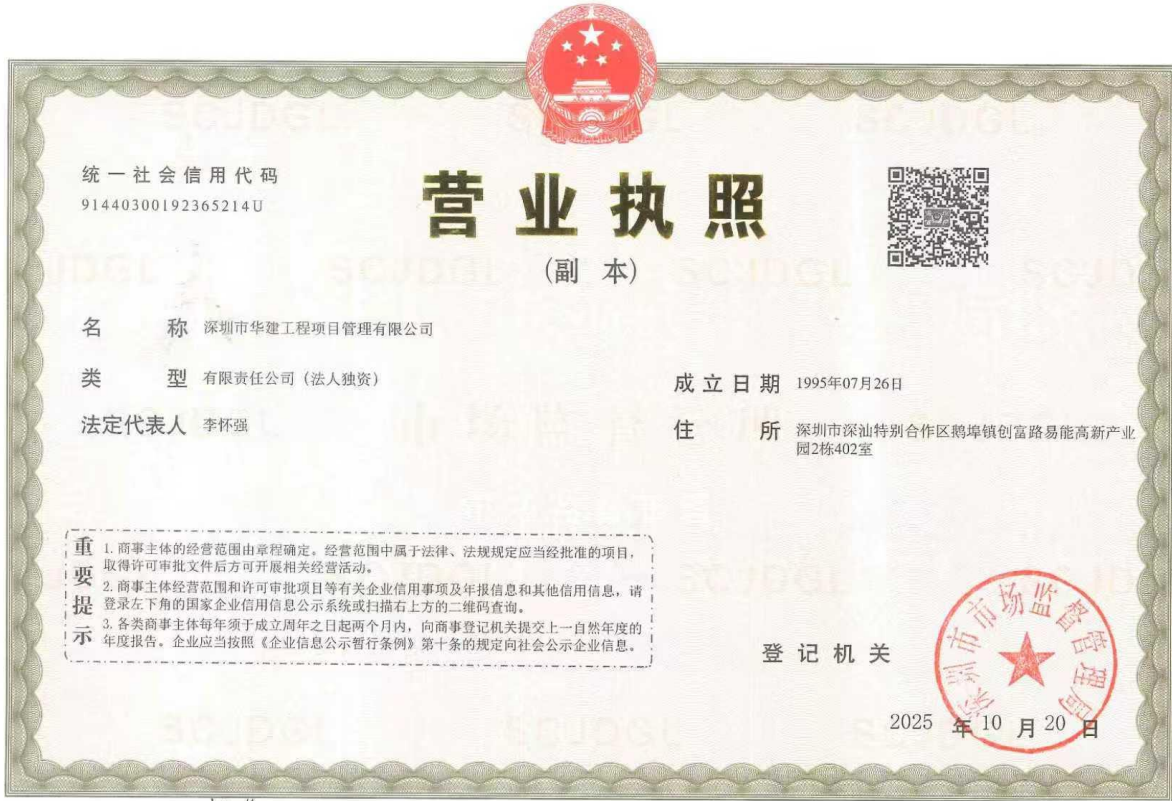 统一社会信用代码
91440300192365214U
营业执照
(副 本)
名 称 深圳市华建工程项目管理有限公司
类 型 有限责任公司（法人独资）
法定代表人 李怀强
成立日期 1995年07月26日
住 所 深圳市深汕特别合作区鹅埠镇创富路易能高新产业
园2栋402室
重要提示
1. 商事主体的经营范围由章程确定。经营范围中属于法律、法规规定应当经批准的项目，
取得许可审批文件后方可开展相关经营活动。
2. 商事主体经营范围和许可审批项目等有关企业信用事项及年报信息和其他信用信息，请
登录左下角的国家企业信用信息公示系统或扫描右上方的二维码查询。
3. 各类商事主体每年须于成立周年之日起两个月内，向商事登记机关提交上一自然年度的
年度报告。企业应当按照《企业信息公示暂行条例》第十条的规定向社会公示企业信息。
登记机关
深圳市市场监督管理局
2025 年 10 月 20 日
SCJDGL